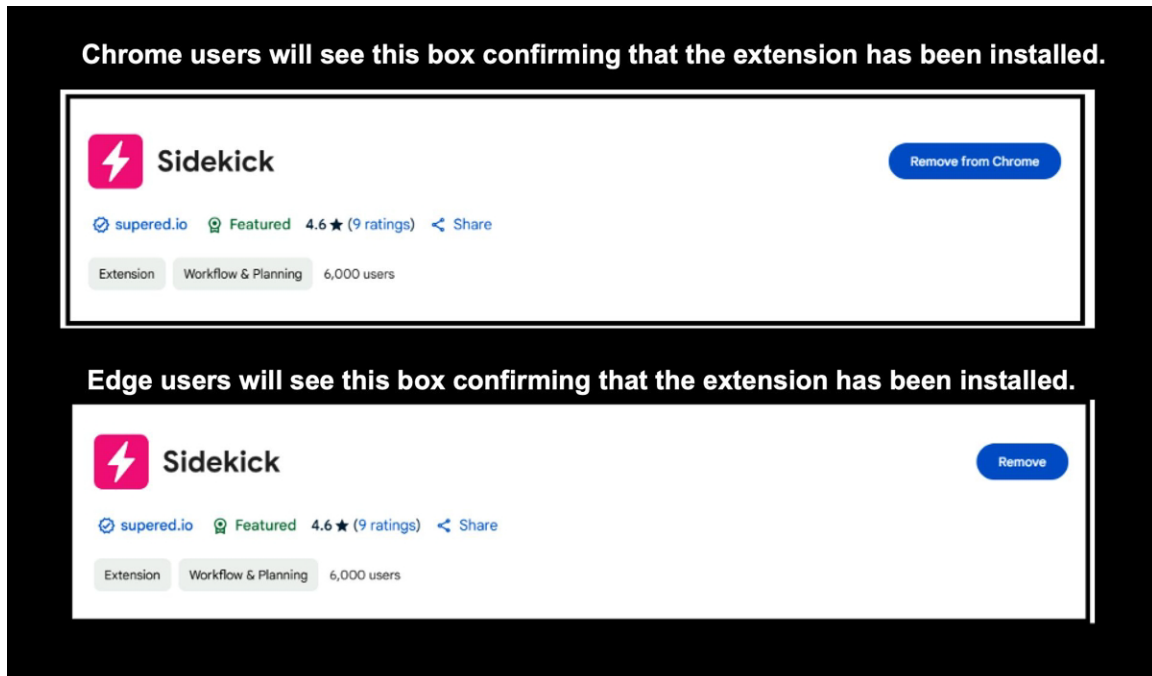 Chrome users will see this box confirming that the extension has been installed.
Sidekick
Remove from Chrome
supered.io Featured 4.6 ★ (9 ratings) Share
Extension Workflow & Planning 6,000 users
Edge users will see this box confirming that the extension has been installed.
Sidekick
Remove
supered.io Featured 4.6 ★ (9 ratings) Share
Extension Workflow & Planning 6,000 users